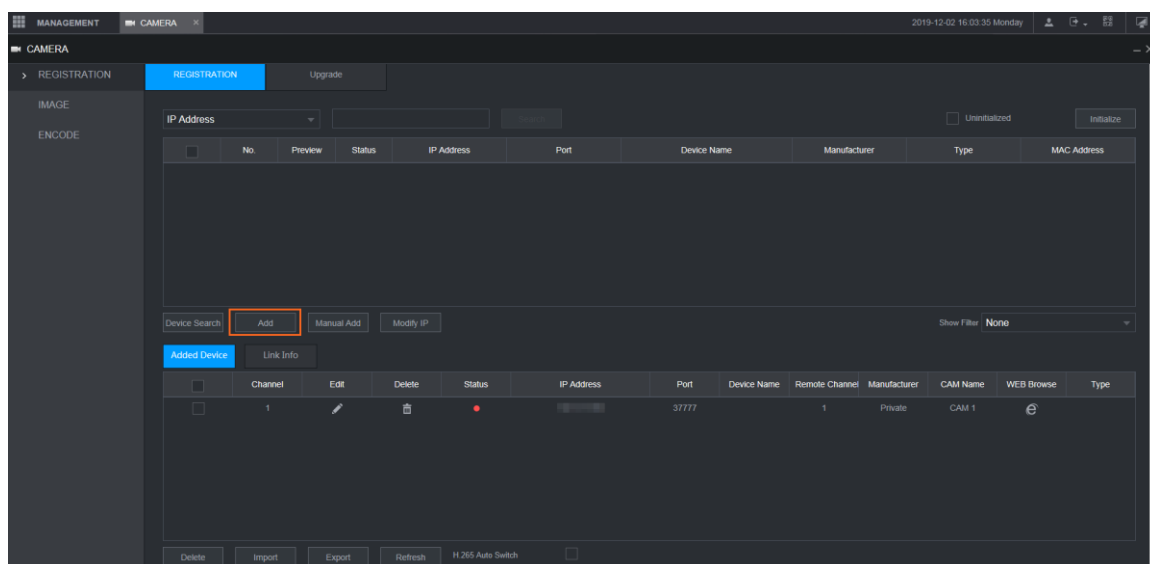 MANAGEMENT CAMERA × 2019-12-02 16:03:35 Monday
CAMERA
> REGISTRATION REGISTRATION Upgrade
IMAGE
IP Address Search Uninitialized Initialize
ENCODE
No. Preview Status IP Address Port Device Name Manufacturer Type MAC Address
Device Search Add Manual Add Modify IP Show Filter None
Added Device Link Info
Channel Edit Delete Status IP Address Port Device Name Remote Channel Manufacturer CAM Name WEB Browse Type
1 37777 1 Private CAM 1
Delete Import Export Refresh H.265 Auto Switch